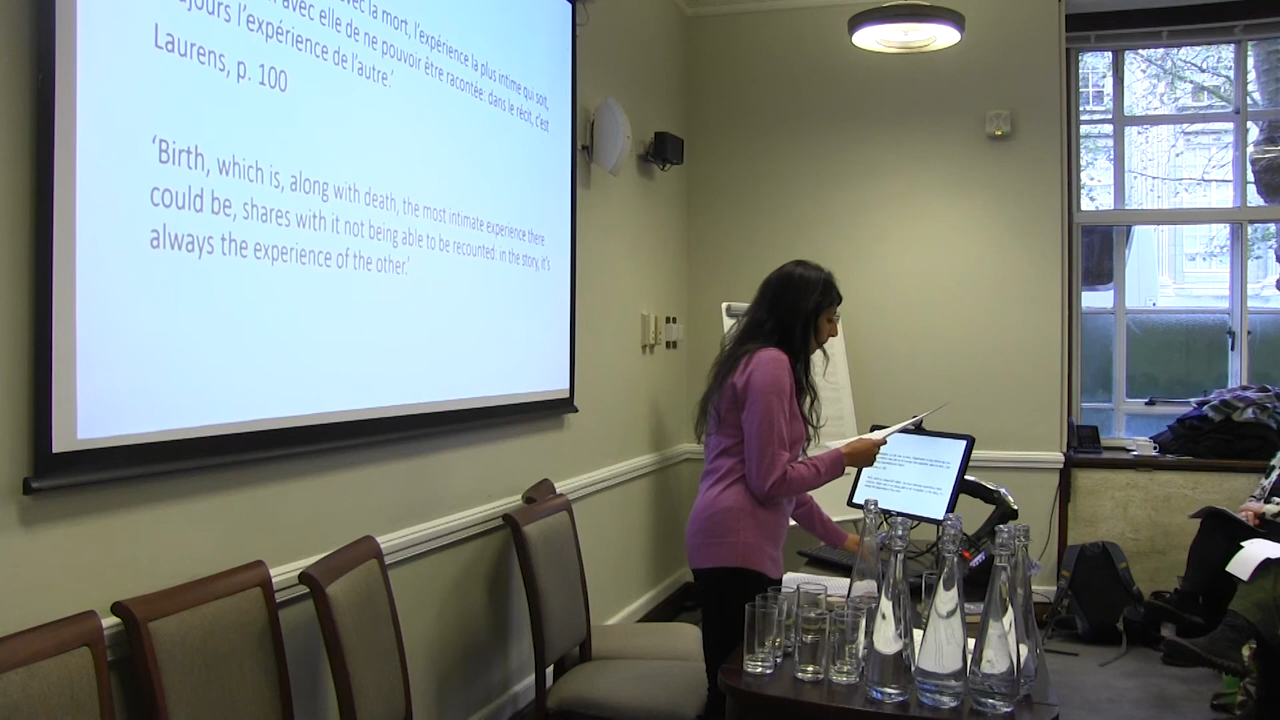 avec la mort, l'expérience la plus intime qui soit,
avec elle de ne pouvoir être racontée: dans le récit, c'est
l'expérience de l'autre.'
Laurens, p. 100
'Birth, which is, along with death, the most intimate experience there
could be, shares with it not being able to be recounted: in the story, it's
always the experience of the other.'